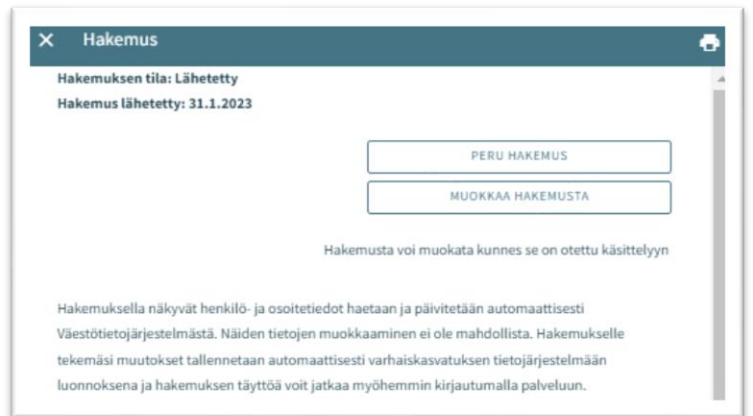 Hakemus
Hakemuksen tila: Lähetetty
Hakemus lähetetty: 31.1.2023
PERU HAKEMUS
MUOKKAA HAKEMUSTA
Hakemusta voi muokata kunnes se on otettu käsittelyyn
Hakemuksella näkyvät henkilö- ja osoitetiedot haetaan ja päivitetään automaattisesti
Väestötietojärjestelmästä. Näiden tietojen muokkaaminen ei ole mahdollista. Hakemukselle
tekemäsi muutokset tallennetaan automaattisesti varhaiskasvatuksen tietojärjestelmään
luonnoksena ja hakemuksen täyttöä voit jatkaa myöhemmin kirjautumalla palveluun.